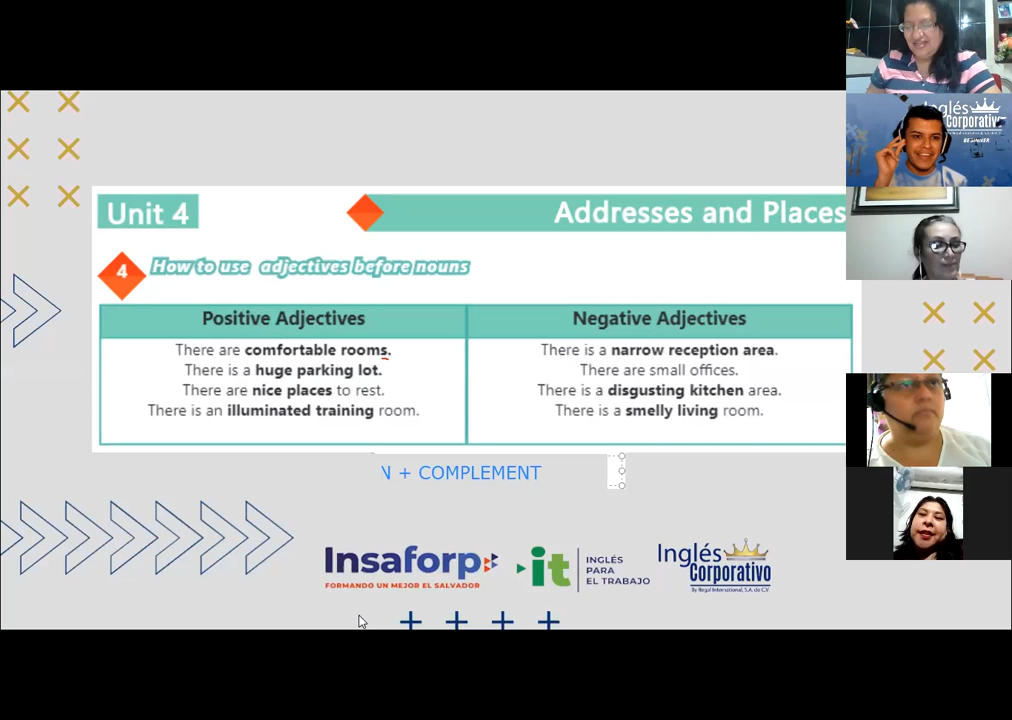 Inglés
Corporativo
BEGINNER
Unit 4
Addresses and Places
4
How to use adjectives before nouns
Positive Adjectives
Negative Adjectives
There are comfortable rooms.
There is a huge parking lot.
There are nice places to rest.
There is an illuminated training room.
There is a narrow reception area.
There are small offices.
There is a disgusting kitchen area.
There is a smelly living room.
N + COMPLEMENT
Insaforp
FORMANDO UN MEJOR EL SALVADOR
it
INGLÉS
PARA
EL TRABAJO
Inglés
Corporativo
By Regal International, S.A. de C.V.